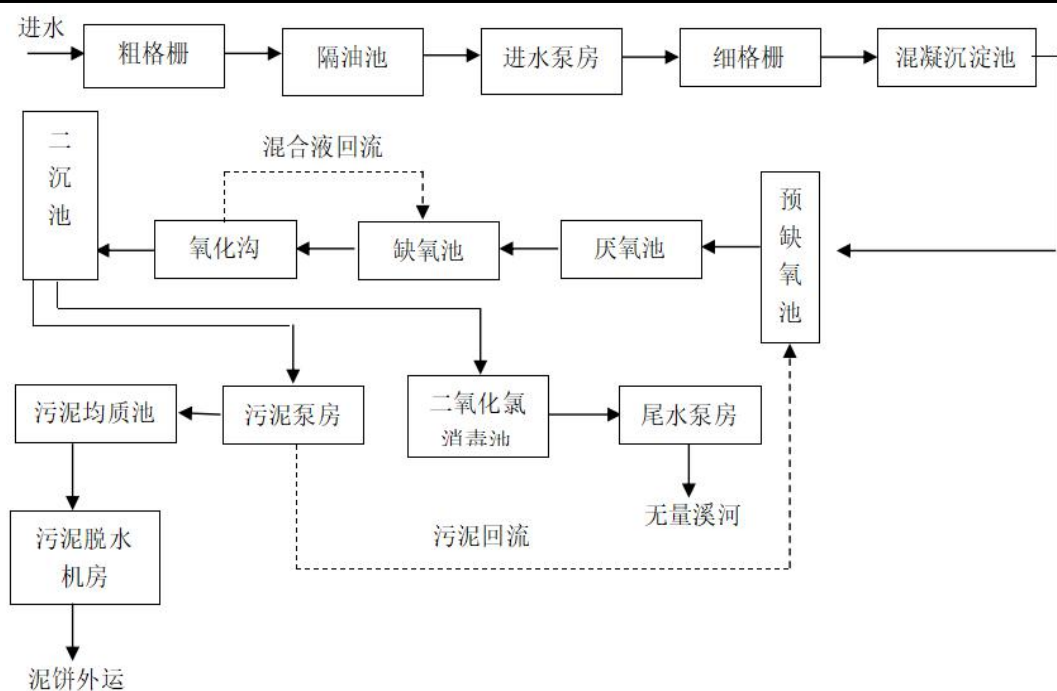 进水
粗格栅
隔油池
进水泵房
细格栅
混凝沉淀池
二
沉
池
混合液回流
氧化沟
缺氧池
厌氧池
预
缺
氧
池
污泥均质池
污泥泵房
二氧化氯
消毒池
尾水泵房
无量溪河
污泥脱水
机房
污泥回流
泥饼外运